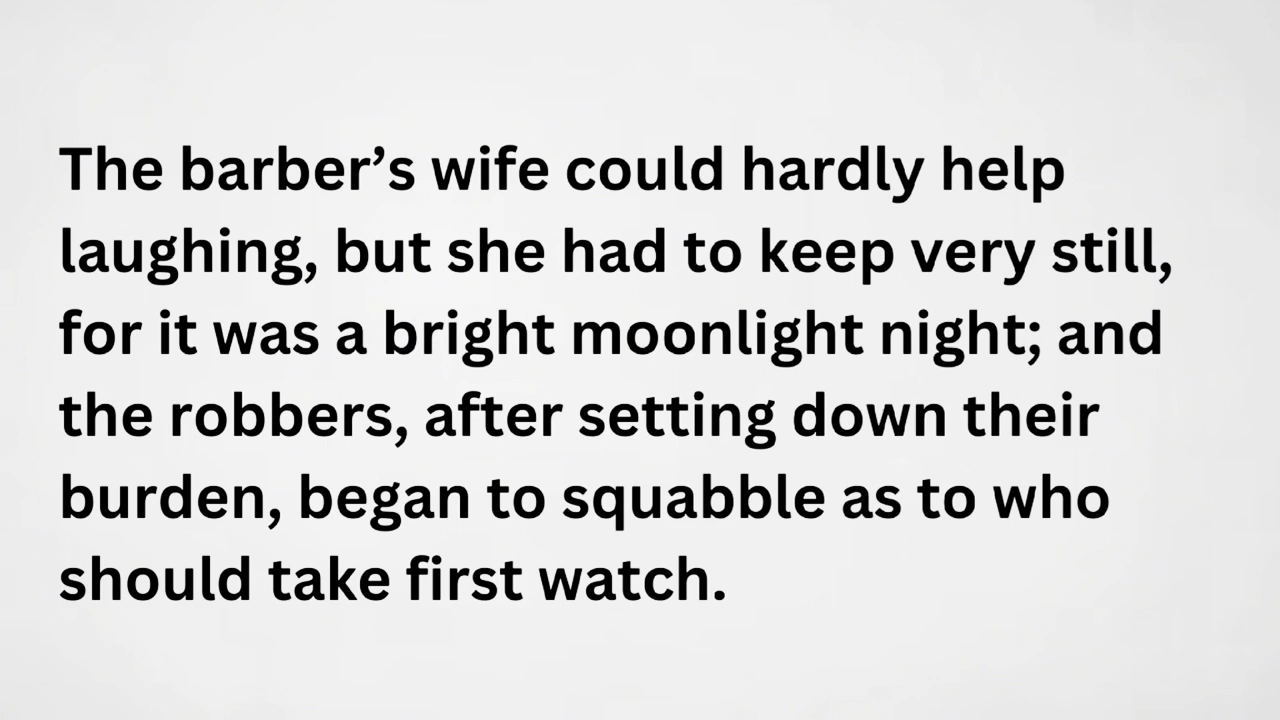 The barber’s wife could hardly help
laughing, but she had to keep very still,
for it was a bright moonlight night; and
the robbers, after setting down their
burden, began to squabble as to who
should take first watch.